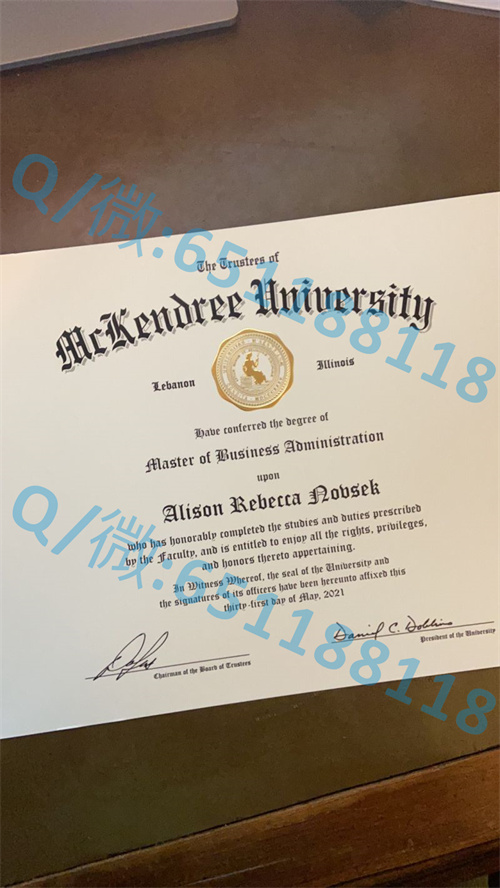 The Trustees of
McKendree University
Lebanon
Illinois
Have conferred the degree of
Master of Business Administration
upon
Alison Rebecca Novsek
who has honorably completed the studies and duties prescribed
by the Faculty, and is entitled to enjoy all the rights, privileges,
and honors thereto appertaining.
In Witness Whereof, the seal of the University and
the signatures of its officers have been hereunto affixed this
thirty-first day of May, 2021
Daniel C. Dobbins
Chairman of the Board of Trustees
President of the University
Q/微:651188118
Q/微:651188118